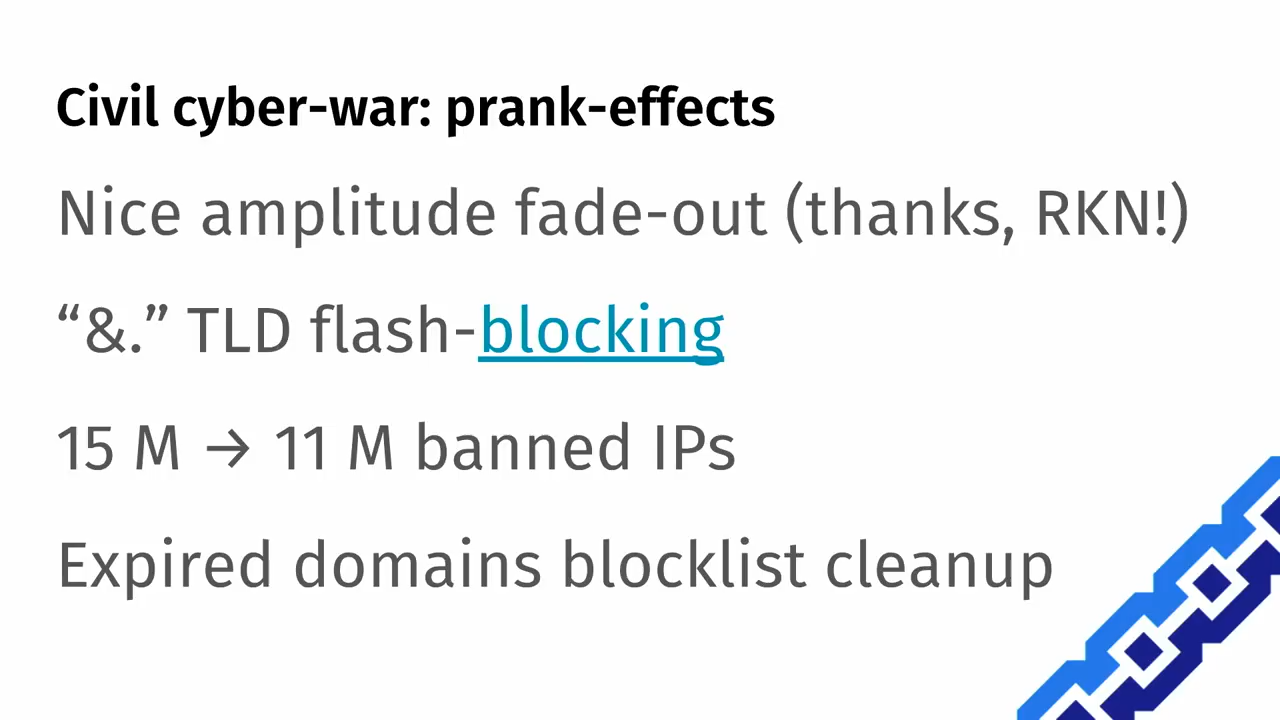 Civil cyber-war: prank-effects
Nice amplitude fade-out (thanks, RKN!)
“&.” TLD flash-blocking
15 M → 11 M banned IPs
Expired domains blocklist cleanup